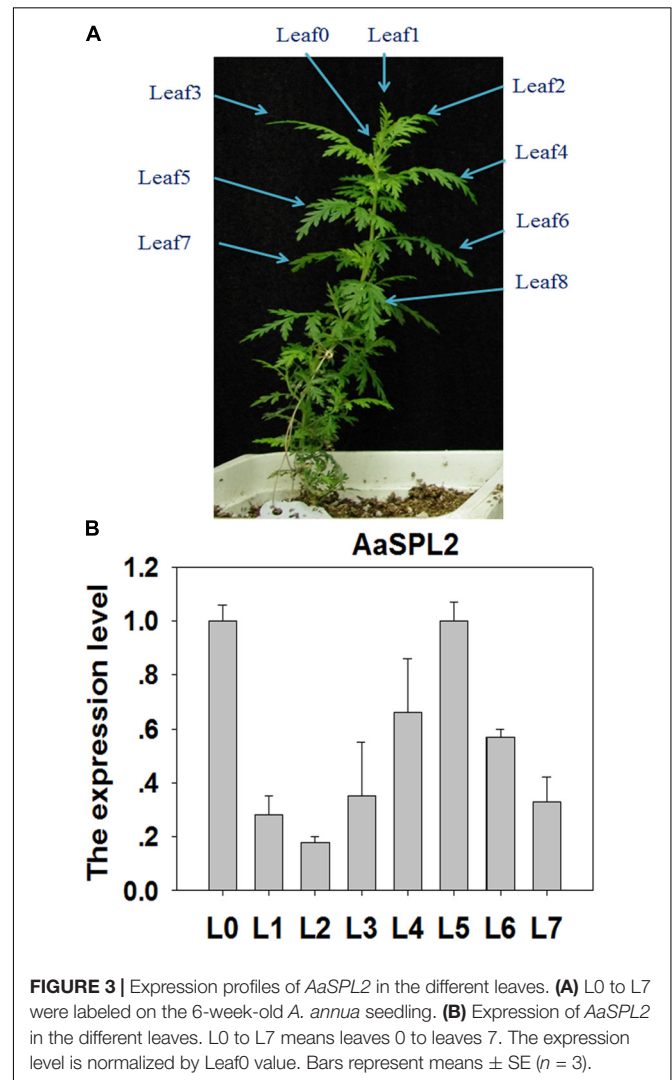 A
Leaf0 Leaf1
Leaf3
Leaf2
Leaf4
Leaf5
Leaf6
Leaf7
Leaf8
B
AaSPL2
The expression level
1.2
1.0
.8
.6
.4
.2
0.0
L0 L1 L2 L3 L4 L5 L6 L7
FIGURE 3 | Expression profiles of AaSPL2 in the different leaves. (A) L0 to L7
were labeled on the 6-week-old A. annua seedling. (B) Expression of AaSPL2
in the different leaves. L0 to L7 means leaves 0 to leaves 7. The expression
level is normalized by Leaf0 value. Bars represent means ± SE (n = 3).